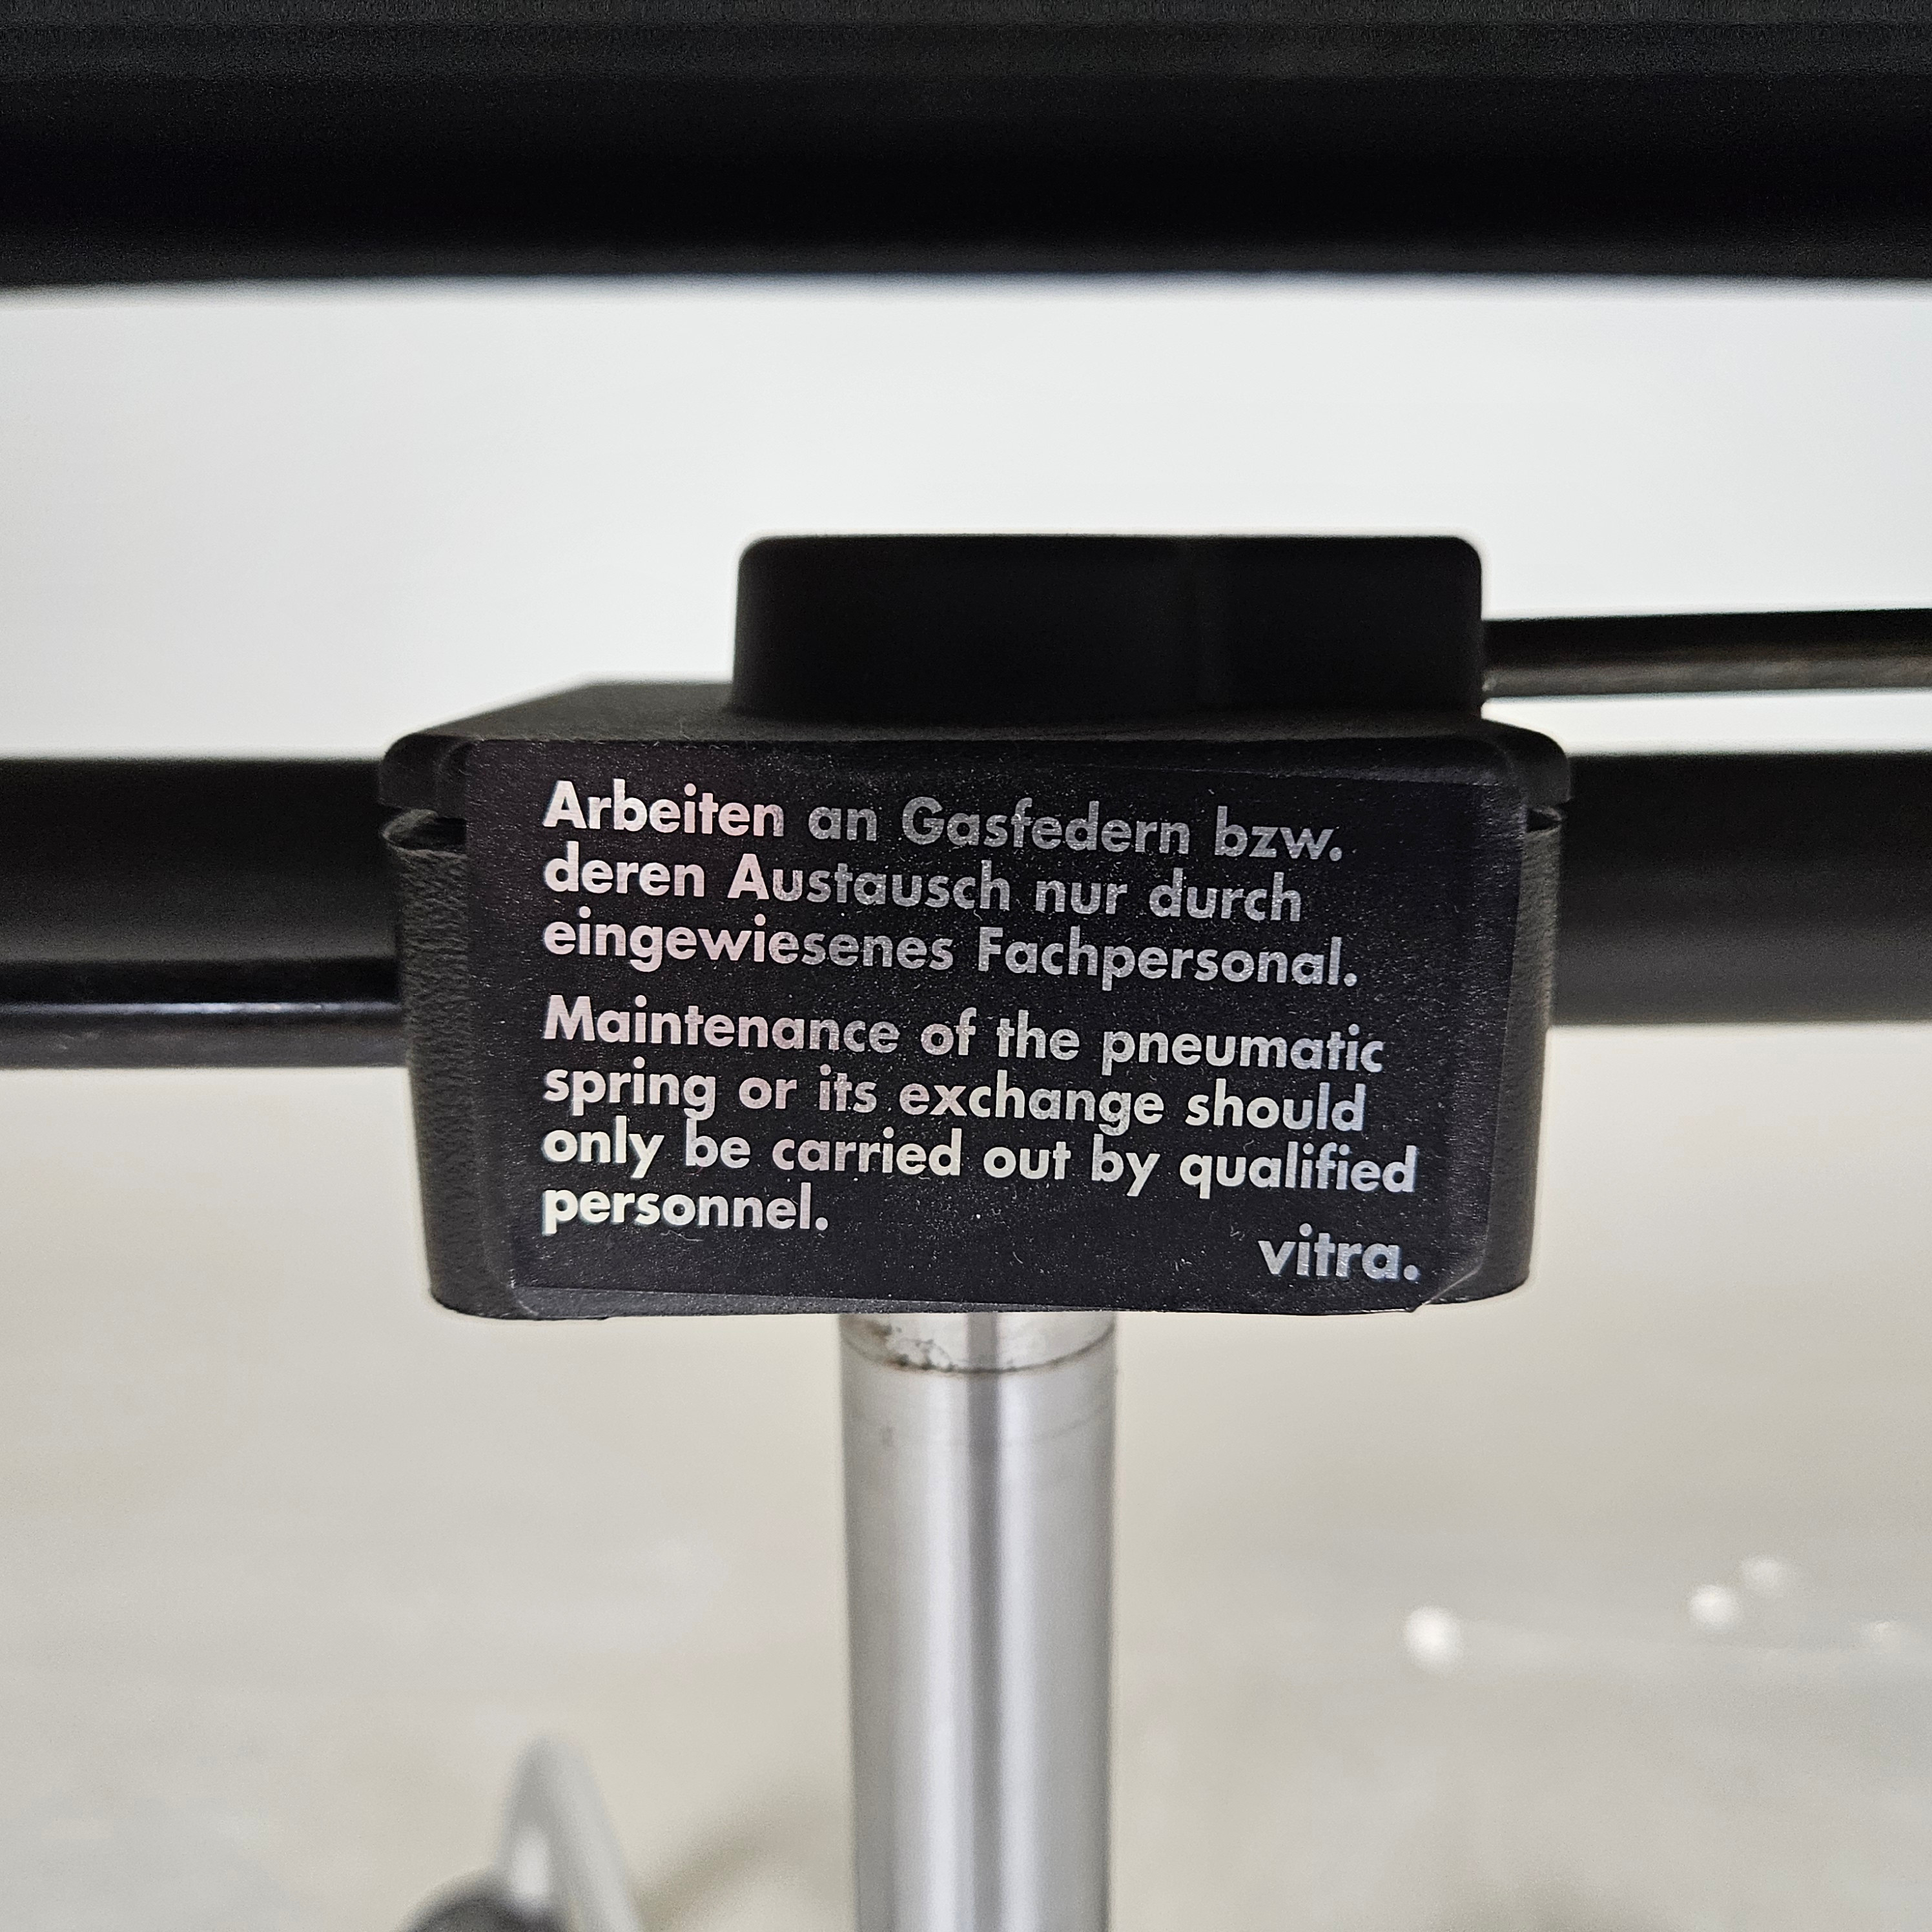 Arbeiten an Gasfedern bzw.
deren Austausch nur durch
eingewiesenes Fachpersonal.
Maintenance of the pneumatic
spring or its exchange should
only be carried out by qualified
personnel.
vitra.